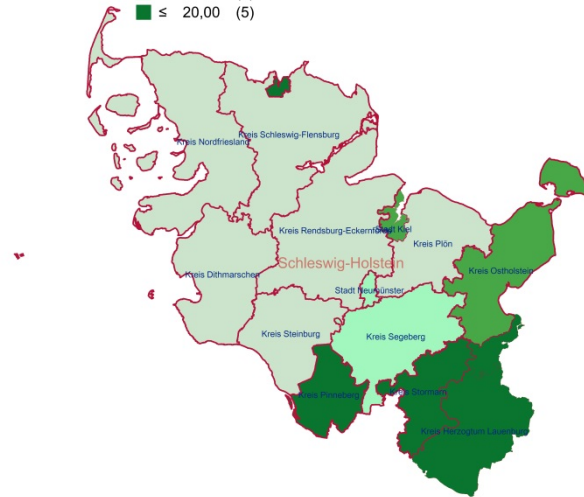 ≤ 20,00 (5)
Kreis Nordfriesland
Kreis Schleswig-Flensburg
Kreis Rendsburg-Eckernförde
Stadt Kiel
Kreis Plön
Schleswig-Holstein
Kreis Ostholstein
Kreis Dithmarschen
Stadt Neumünster
Kreis Steinburg
Kreis Segeberg
Kreis Pinneberg
Kreis Stormarn
Kreis Herzogtum Lauenburg